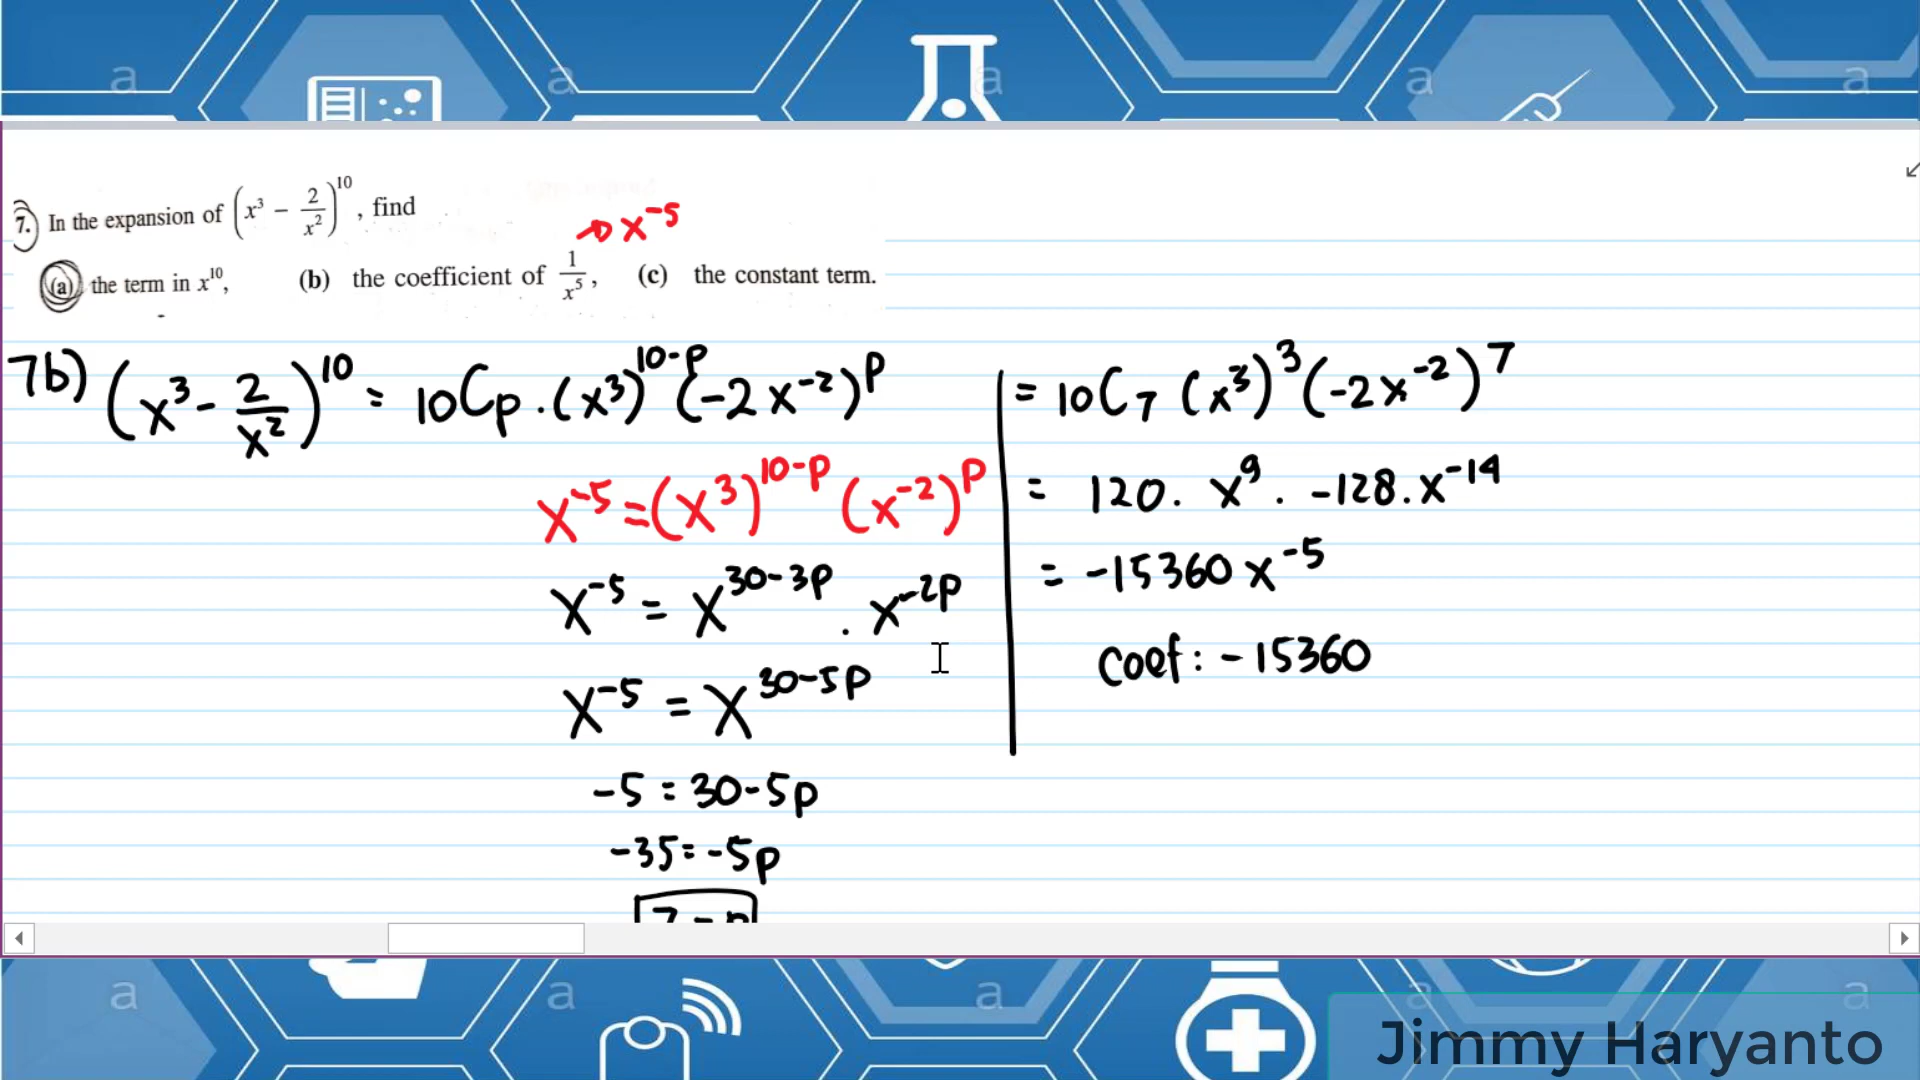 7. In the expansion of (x³ − 2/x²)¹⁰, find
→ x⁻⁵
(a) the term in x¹⁰, (b) the coefficient of 1/x⁵, (c) the constant term.
7b) (x³ - 2/x²)¹⁰ = 10Cp . (x³)¹⁰⁻ᵖ (-2x⁻²)ᵖ
x⁻⁵ = (x³)¹⁰⁻ᵖ (x⁻²)ᵖ
x⁻⁵ = x³⁰⁻³ᵖ . x⁻²ᵖ
x⁻⁵ = x³⁰⁻⁵ᵖ
-5 = 30-5p
-35 = -5p
7 = p
= 10C₇ (x³)³ (-2x⁻²)⁷
= 120 . x⁹ . -128 . x⁻¹⁴
= -15360 x⁻⁵
coef : -15360
a a a a a
a a a a a
Jimmy Haryanto